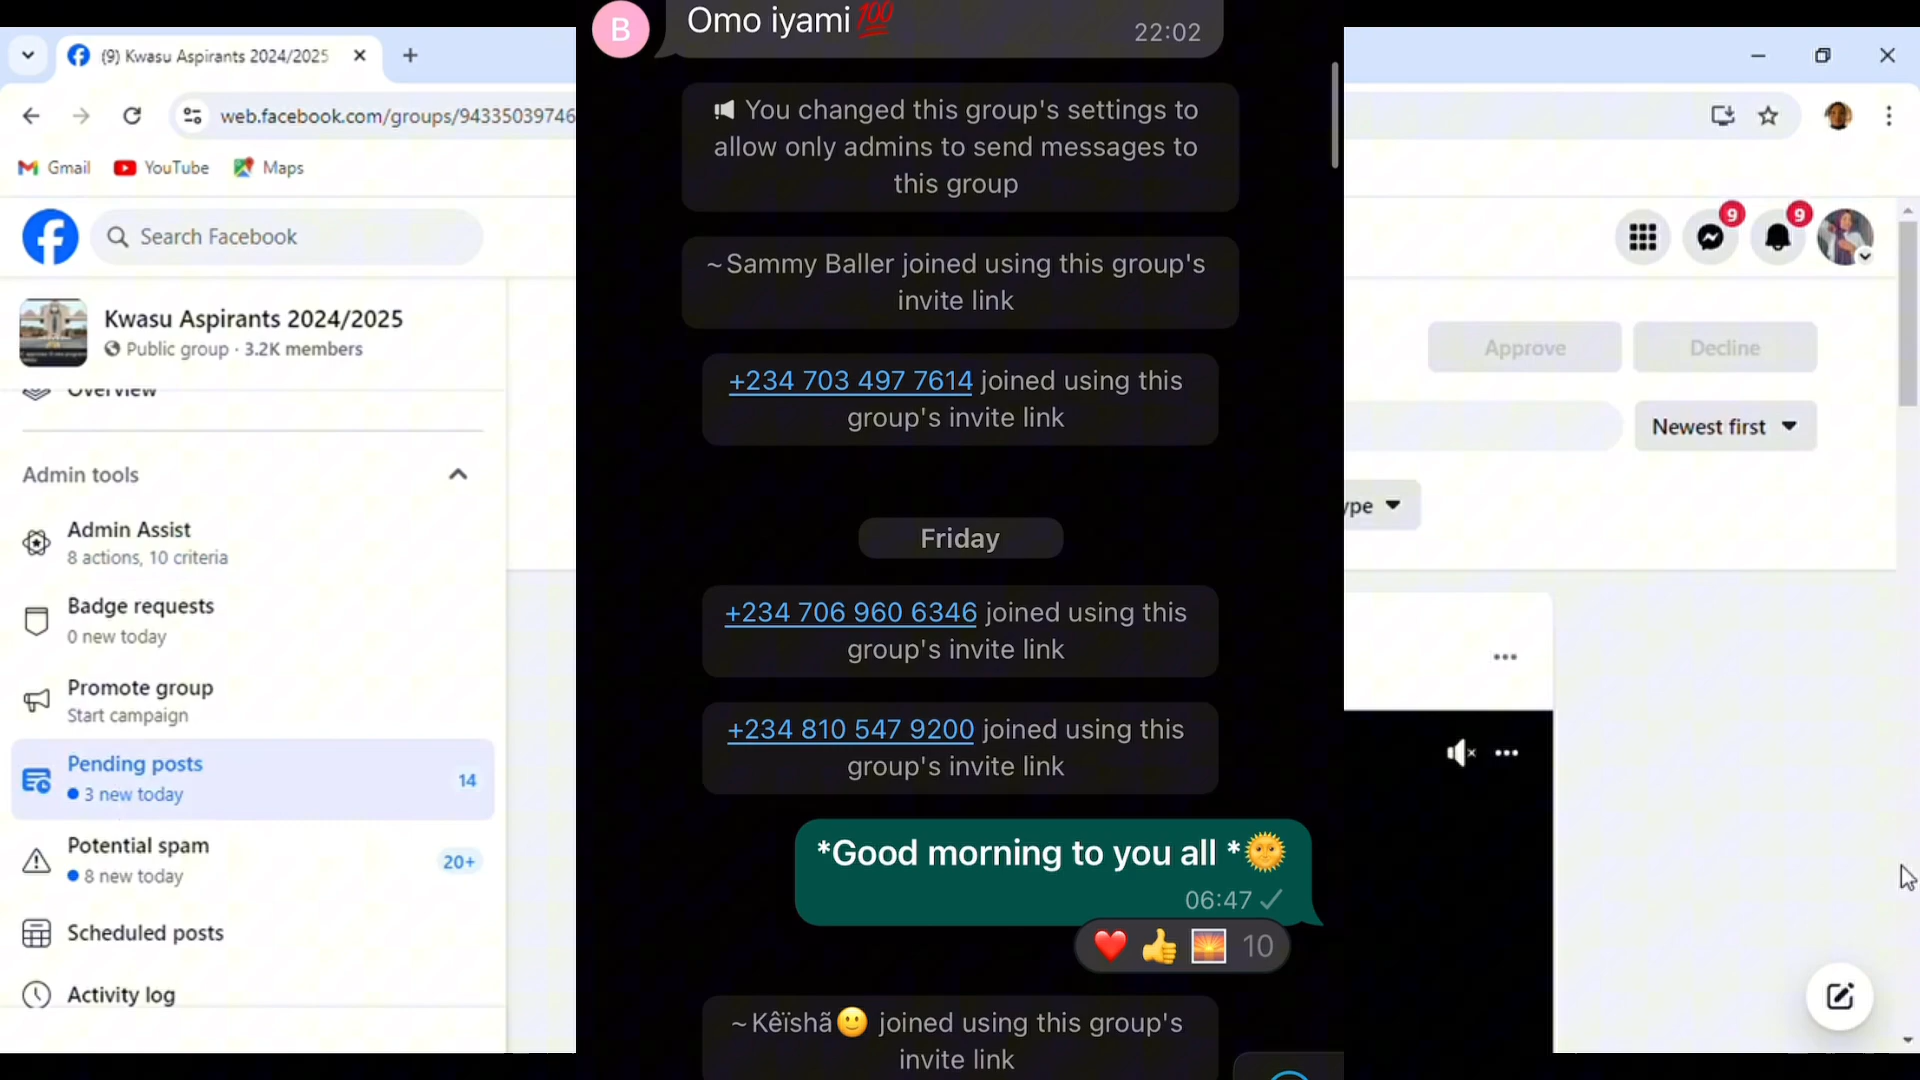 (9) Kwasu Aspirants 2024/2025
web.facebook.com/groups/94335039746
Gmail
YouTube
Maps
Search Facebook
Kwasu Aspirants 2024/2025
Public group · 3.2K members
Overview
Admin tools
Admin Assist
8 actions, 10 criteria
Badge requests
0 new today
Promote group
Start campaign
Pending posts
3 new today
14
Potential spam
8 new today
20+
Scheduled posts
Activity log
B
Omo iyami💯
22:02
You changed this group's settings to
allow only admins to send messages to
this group
~Sammy Baller joined using this group's
invite link
+234 703 497 7614 joined using this
group's invite link
Friday
+234 706 960 6346 joined using this
group's invite link
+234 810 547 9200 joined using this
group's invite link
*Good morning to you all *🌞
06:47
❤️👍🌅 10
~Kêïshã🙂 joined using this group's
invite link
9
9
Approve
Decline
Newest first
ype